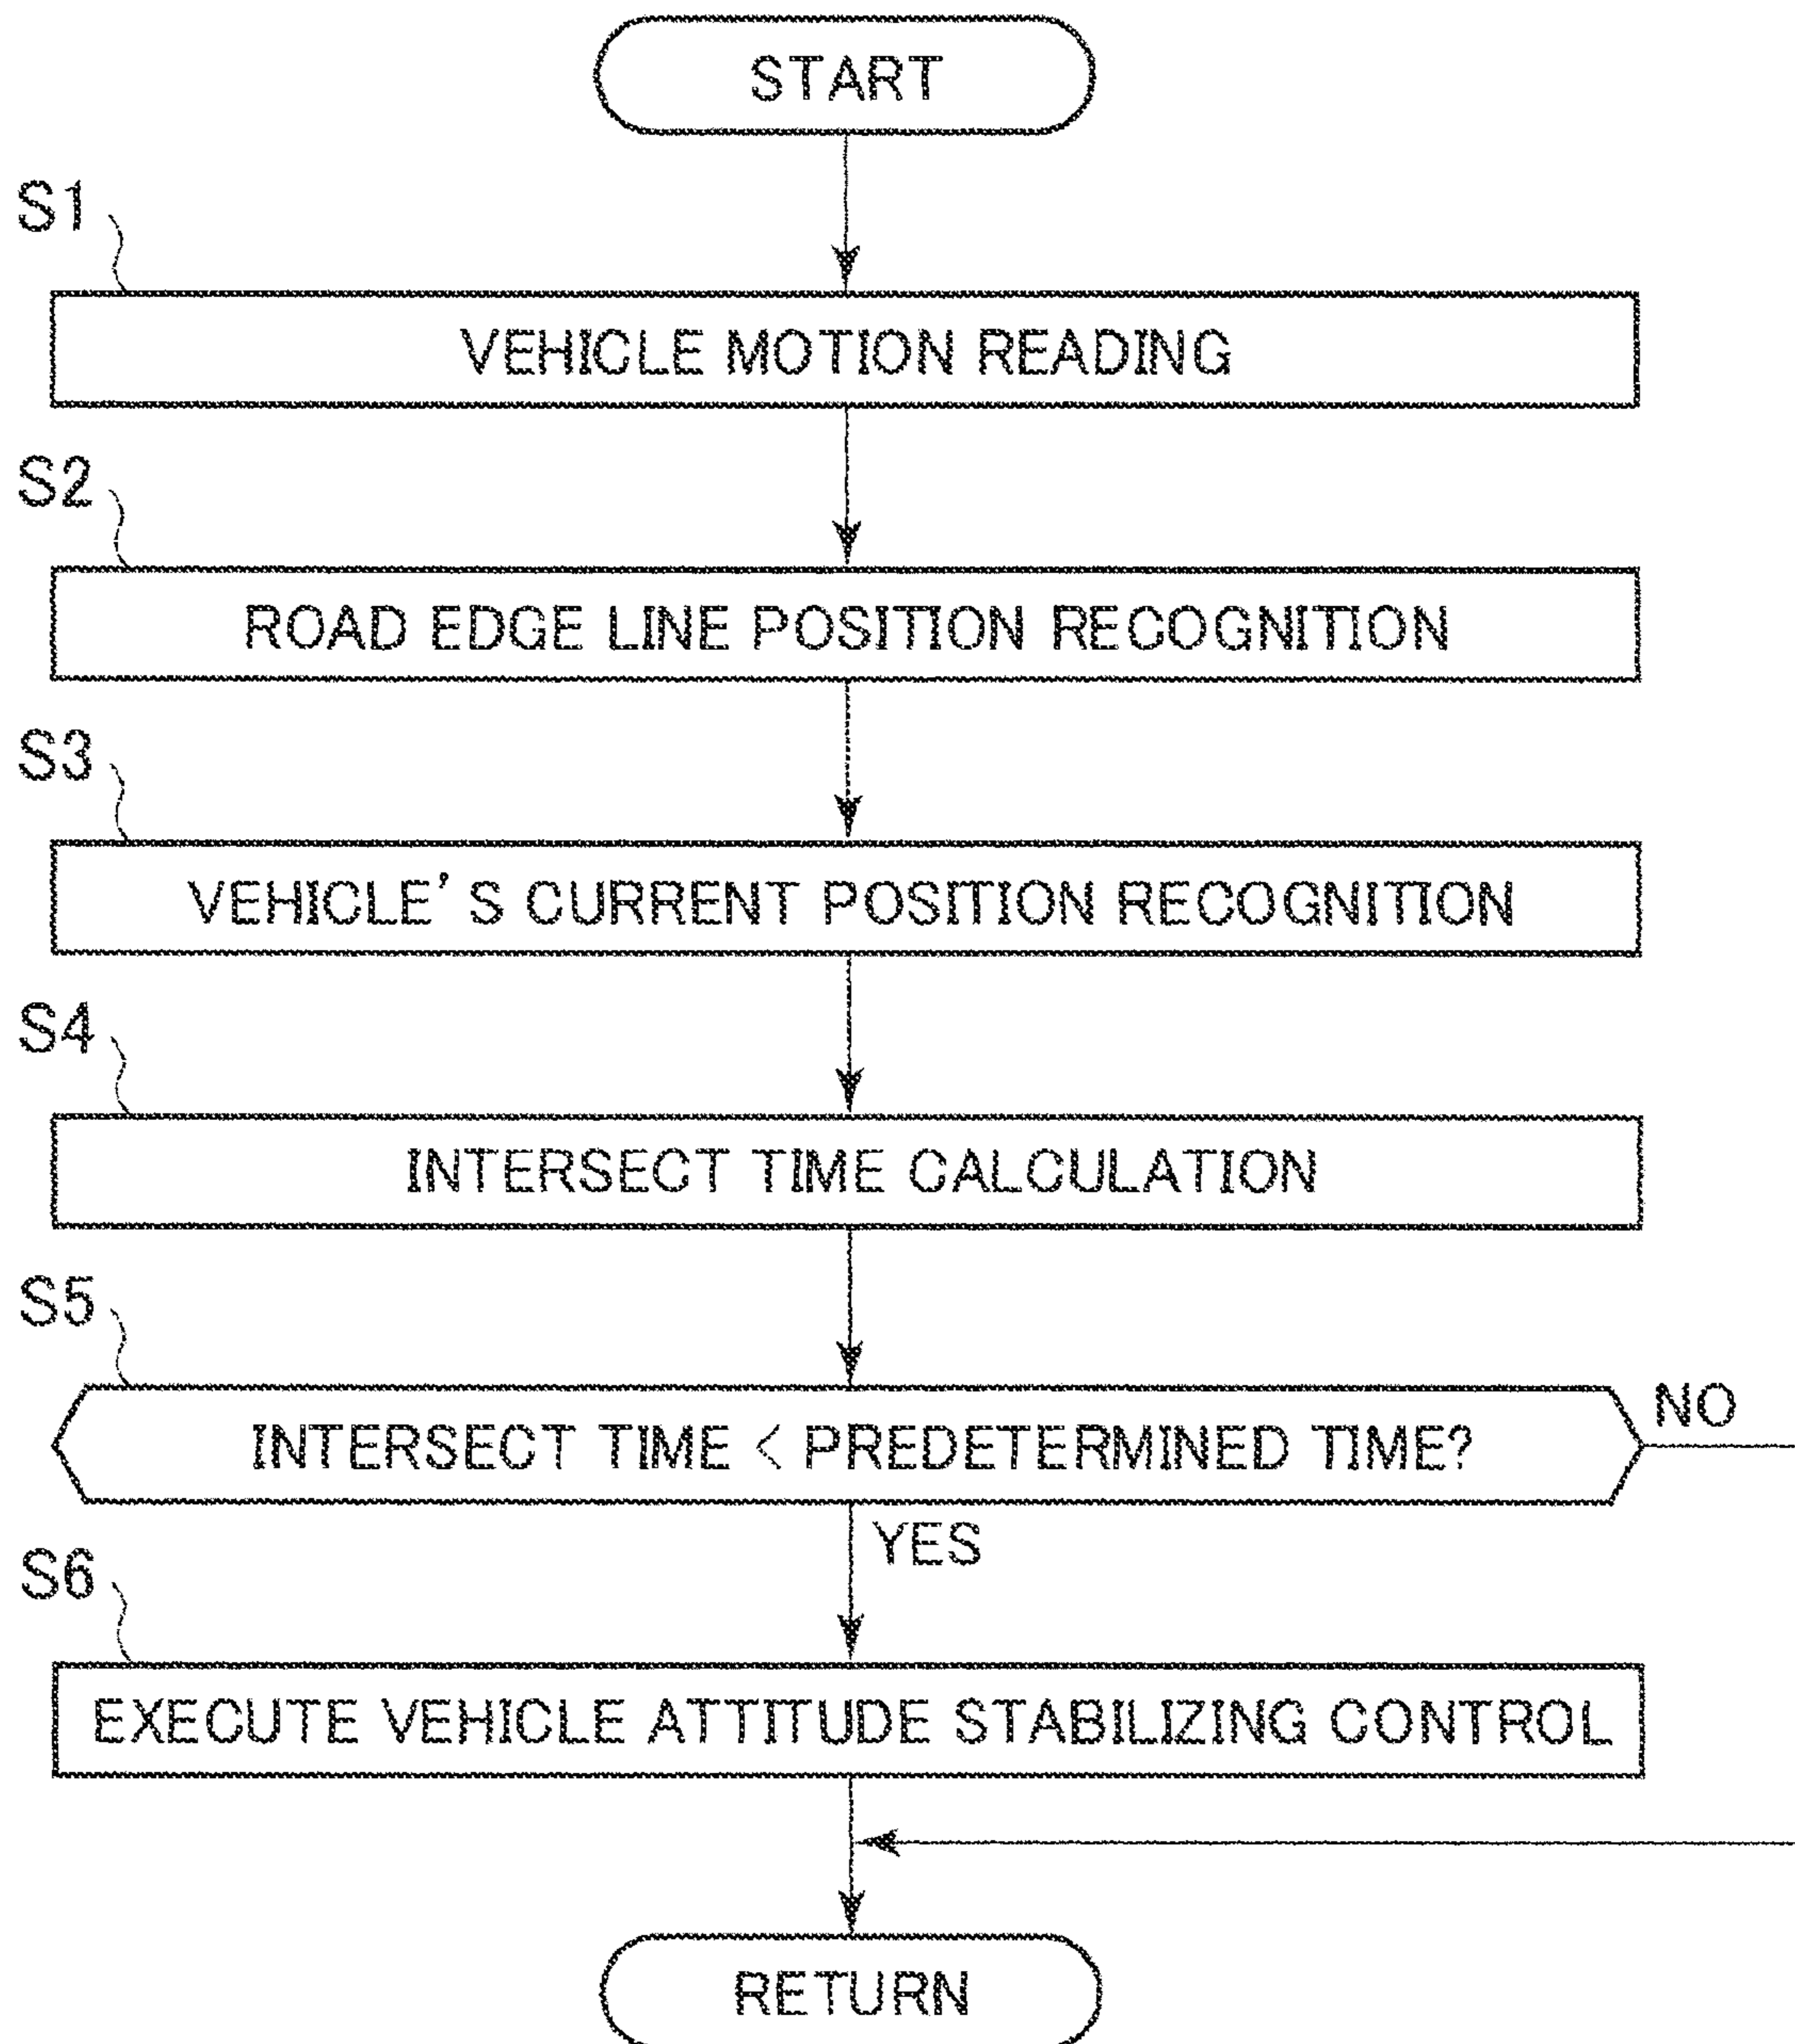 START
S1
VEHICLE MOTION READING
S2
ROAD EDGE LINE POSITION RECOGNITION
S3
VEHICLE'S CURRENT POSITION RECOGNITION
S4
INTERSECT TIME CALCULATION
S5
INTERSECT TIME < PREDETERMINED TIME?
NO
YES
S6
EXECUTE VEHICLE ATTITUDE STABILIZING CONTROL
RETURN